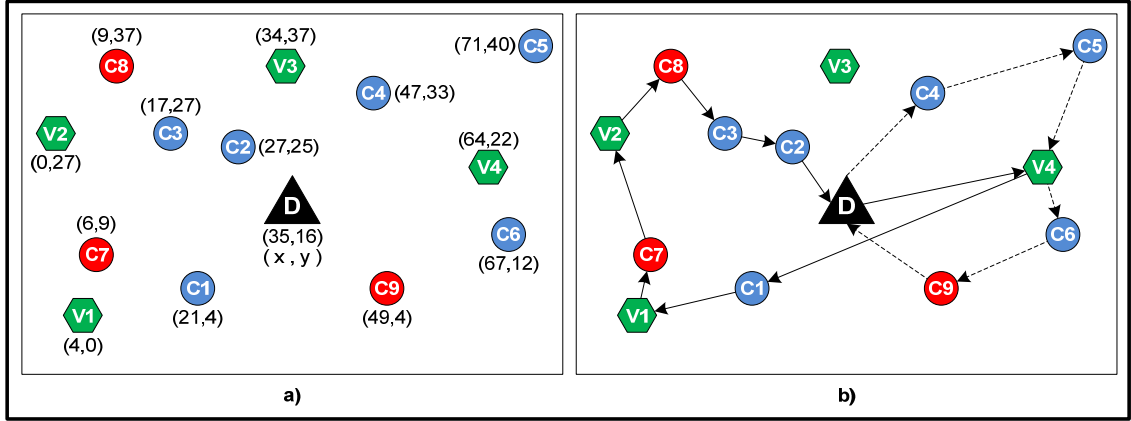 (9,37)
(34,37)
(71,40)
C5
C8
V3
C4
(47,33)
(17,27)
V2
C3
C2
(27,25)
(64,22)
(0,27)
V4
D
(6,9)
(35,16)
( x , y )
C6
(67,12)
C7
C1
C9
(21,4)
(49,4)
V1
(4,0)
a)
C5
C8
V3
C4
V2
C3
C2
V4
D
C6
C7
C1
C9
V1
b)